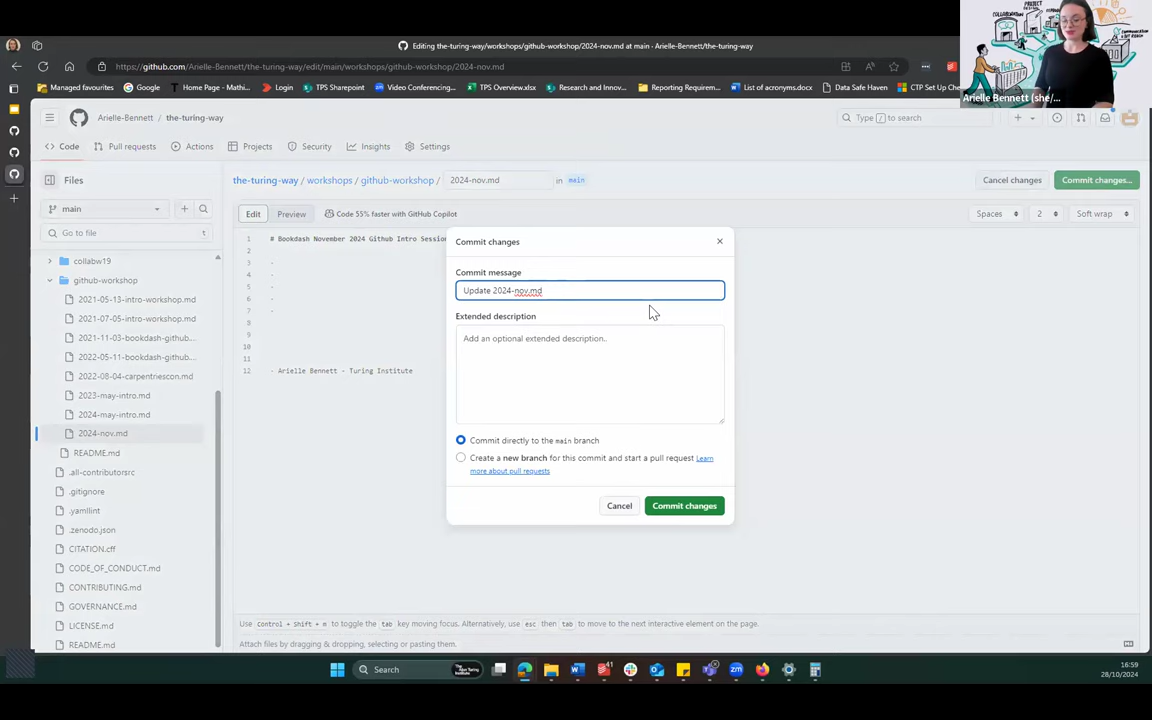 Editing the-turing-way/workshops/github-workshop/2024-nov.md at main · Arielle-Bennett/the-turing-way
COLLABORATION
PROJECT DESIGN
Arielle Bennett (she/...
https://github.com/Arielle-Bennett/the-turing-way/edit/main/workshops/github-workshop/2024-nov.md
Managed favourites
Google
Home Page - Mathi...
Login
TPS Sharepoint
Video Conferencing...
TPS Overview.xlsx
Research and Innov...
Reporting Requirem...
List of acronyms.docx
Data Safe Haven
CTP Set Up Che
Arielle-Bennett / the-turing-way
Type / to search
Code
Pull requests
Actions
Projects
Security
Insights
Settings
Files
the-turing-way / workshops / github-workshop / 2024-nov.md in main
Cancel changes
Commit changes...
main
Edit
Preview
Code 55% faster with GitHub Copilot
Spaces
2
Soft wrap
Go to file t
collabw19
github-workshop
2021-05-13-intro-workshop.md
2021-07-05-intro-workshop.md
2021-11-03-bookdash-github...
2022-05-11-bookdash-github...
2022-08-04-carpentriescon.md
2023-may-intro.md
2024-may-intro.md
2024-nov.md
README.md
.all-contributorsrc
.gitignore
.yamllint
.zenodo.json
CITATION.cff
CODE_OF_CONDUCT.md
CONTRIBUTING.md
GOVERNANCE.md
LICENSE.md
README.md
1 # Bookdash November 2024 Github Intro Session
2
3 -
4 -
5 -
6 -
7 -
8
9
10
11
12 - Arielle Bennett - Turing Institute
Commit changes
Commit message
Update 2024-nov.md
Extended description
Add an optional extended description..
Commit directly to the main branch
Create a new branch for this commit and start a pull request Learn
more about pull requests
Cancel
Commit changes
Use Control + Shift + m to toggle the tab key moving focus. Alternatively, use esc then tab to move to the next interactive element on the page.
Attach files by dragging & dropping, selecting or pasting them.
Search
41
16:59
28/10/2024